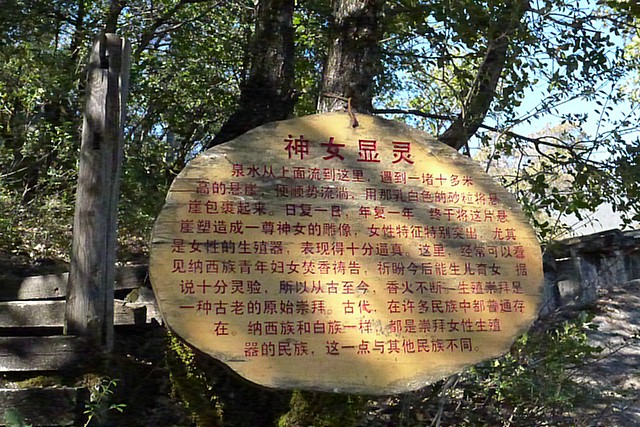 神女显灵
泉水从上面流到这里，遇到一堵十多米
高的悬崖，便顺势流淌，用那乳白色的砂粒将悬
崖包裹起来。日复一日，年复一年，终于将这片悬
崖塑造成一尊神女的雕像，女性特征特别突出，尤其
是女性的生殖器，表现得十分逼真。这里，经常可以看
见纳西族青年妇女焚香祷告，祈盼今后能生儿育女，据
说十分灵验，所以从古至今，香火不断。生殖崇拜是
一种古老的原始崇拜。古代，在许多民族中都普遍存
在。纳西族和白族一样，都是崇拜女性生殖
器的民族，这一点与其他民族不同。